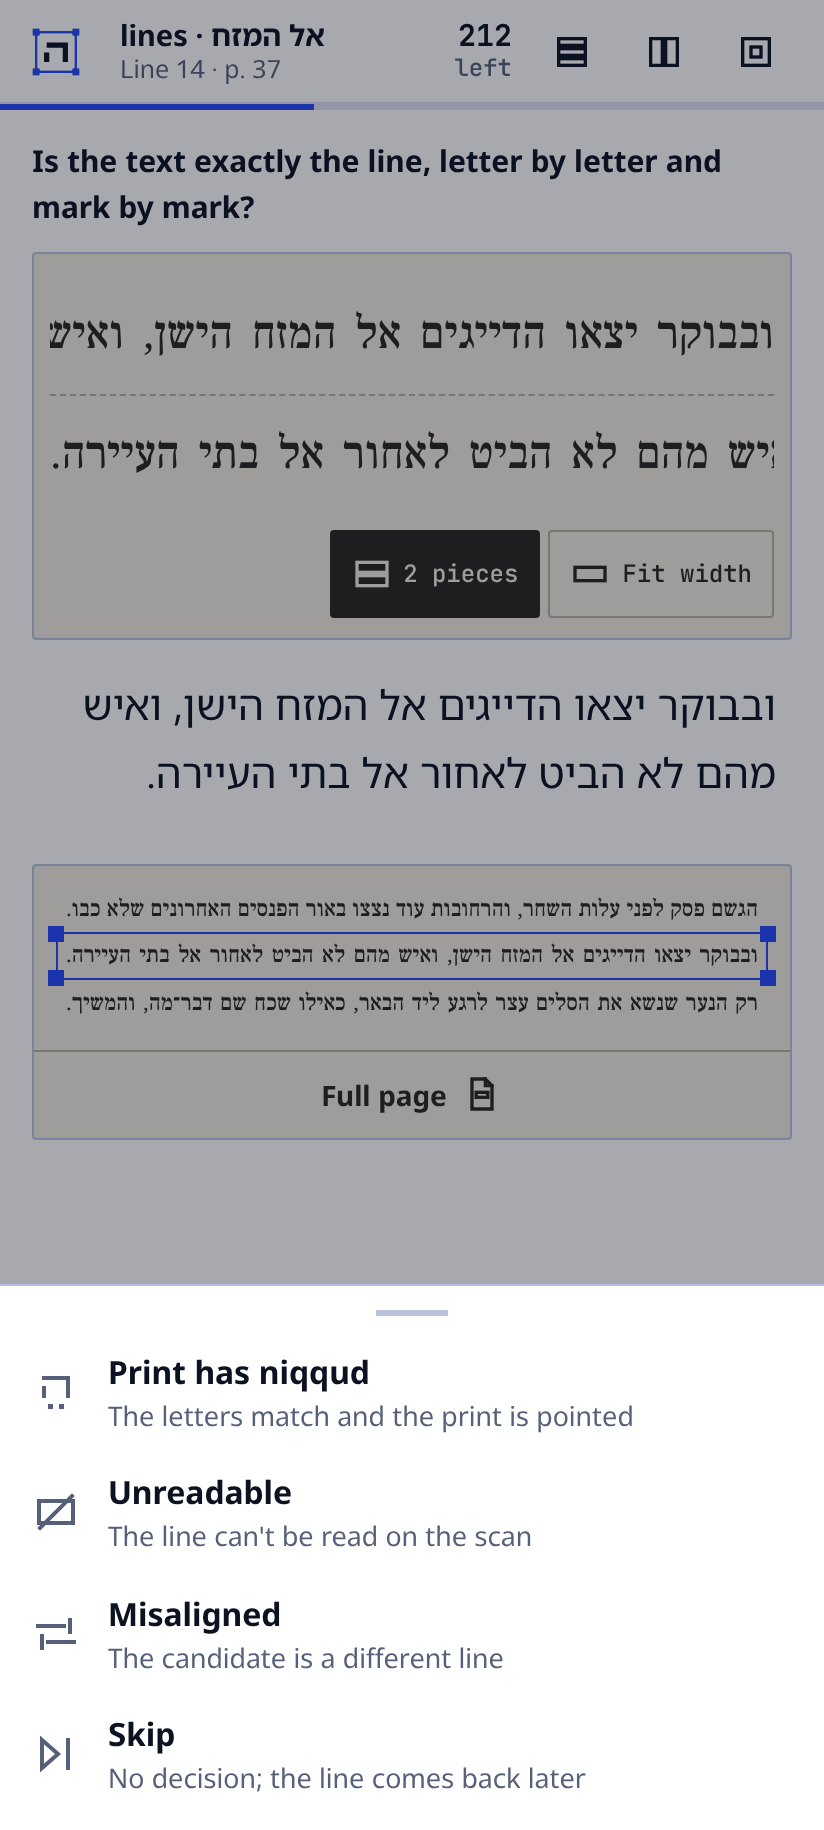 ה
lines · אל המזח
Line 14 · p. 37
212
left
Is the text exactly the line, letter by letter and
mark by mark?
ובבוקר יצאו הדייגים אל המזח הישן, ואיש
איש מהם לא הביט לאחור אל בתי העיירה.
2 pieces
Fit width
ובבוקר יצאו הדייגים אל המזח הישן, ואיש
מהם לא הביט לאחור אל בתי העיירה.
הגשם פסק לפני עלות השחר, והרחובות עוד נצצו באור הפנסים האחרונים שלא כבו.
ובבוקר יצאו הדייגים אל המזח הישן, ואיש מהם לא הביט לאחור אל בתי העיירה.
רק הנער שנשא את הסלים עצר לרגע ליד הבאר, כאילו שכח שם דבר־מה, והמשיך.
Full page
Print has niqqud
The letters match and the print is pointed
Unreadable
The line can't be read on the scan
Misaligned
The candidate is a different line
Skip
No decision; the line comes back later